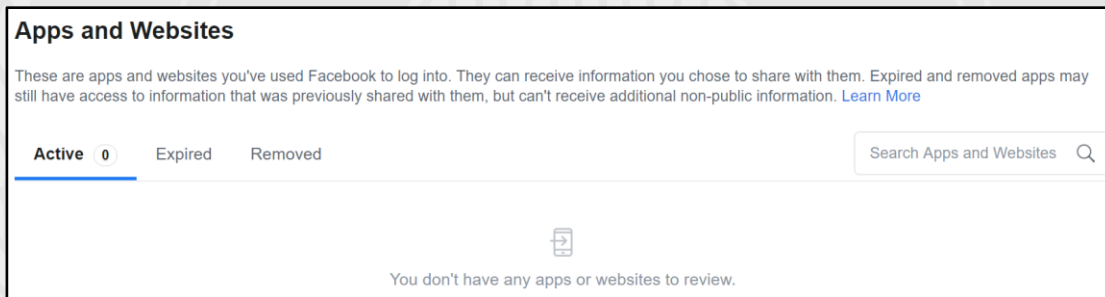 Apps and Websites
These are apps and websites you've used Facebook to log into. They can receive information you chose to share with them. Expired and removed apps may
still have access to information that was previously shared with them, but can't receive additional non-public information. Learn More
Active 0 Expired Removed Search Apps and Websites
You don't have any apps or websites to review.